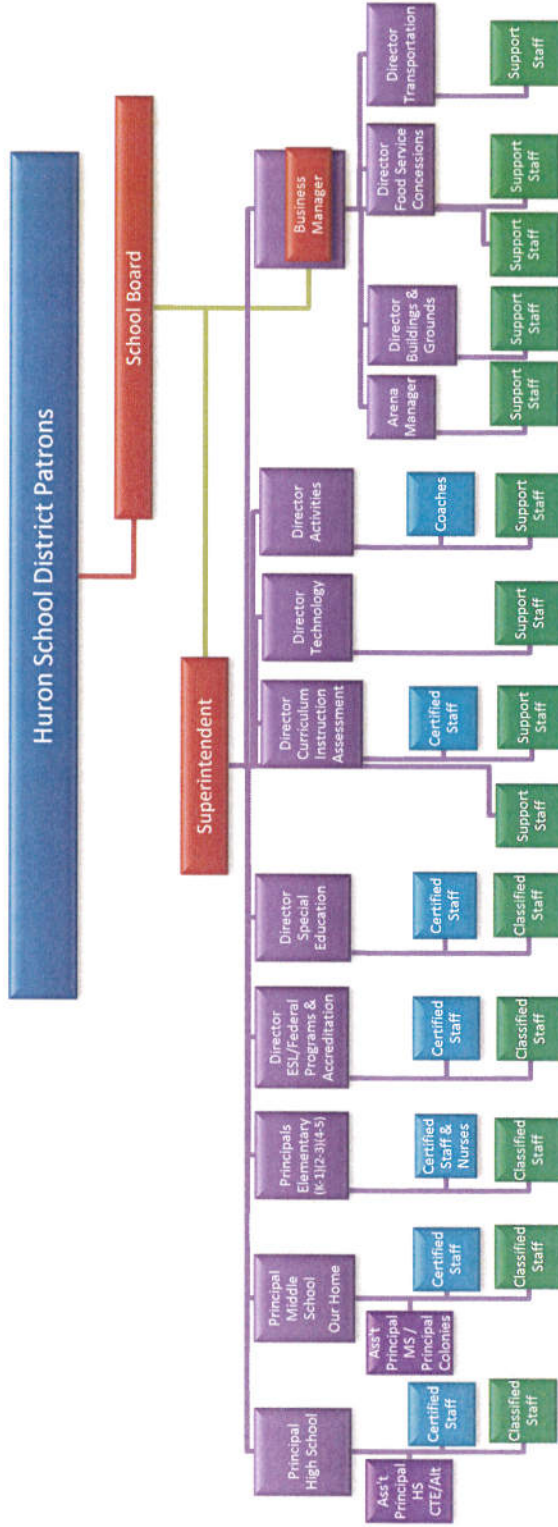 Huron School District Patrons
School Board
Superintendent
Business
Manager
Principal
High School
Principal
Middle
School
Our Home
Principals
Elementary
(K-1)(2-3)(4-5)
Director
ESL/Federal
Programs &
Accreditation
Director
Special
Education
Director
Curriculum
Instruction
Assessment
Director
Technology
Director
Activities
Arena
Manager
Director
Buildings &
Grounds
Director
Food Service
Concessions
Director
Transportation
Ass't
Principal
HS
CTE/Alt
Certified
Staff
Classified
Staff
Ass't
Principal
MS /
Principal
Colonies
Certified
Staff
Classified
Staff
Certified
Staff &
Nurses
Classified
Staff
Certified
Staff
Classified
Staff
Certified
Staff
Classified
Staff
Support
Staff
Certified
Staff
Support
Staff
Support
Staff
Coaches
Support
Staff
Support
Staff
Support
Staff
Support
Staff
Support
Staff
Support
Staff